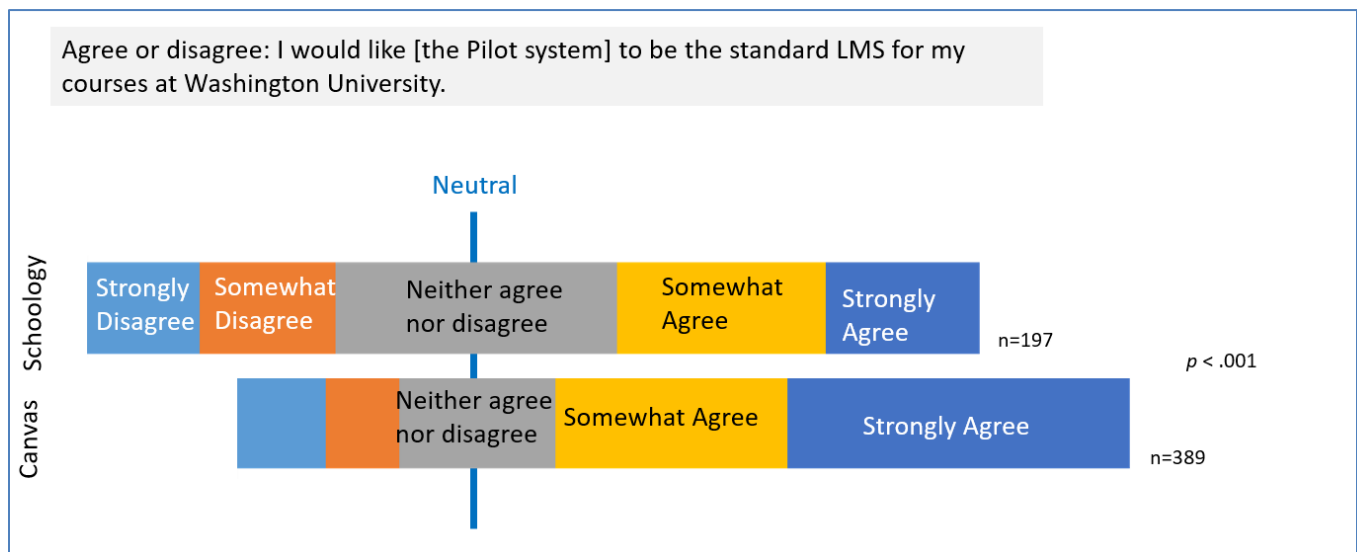 Agree or disagree: I would like [the Pilot system] to be the standard LMS for my
courses at Washington University.
Neutral
Schoology
Strongly
Disagree
Somewhat
Disagree
Neither agree
nor disagree
Somewhat
Agree
Strongly
Agree
n=197
p < .001
Canvas
Neither agree
nor disagree
Somewhat Agree
Strongly Agree
n=389